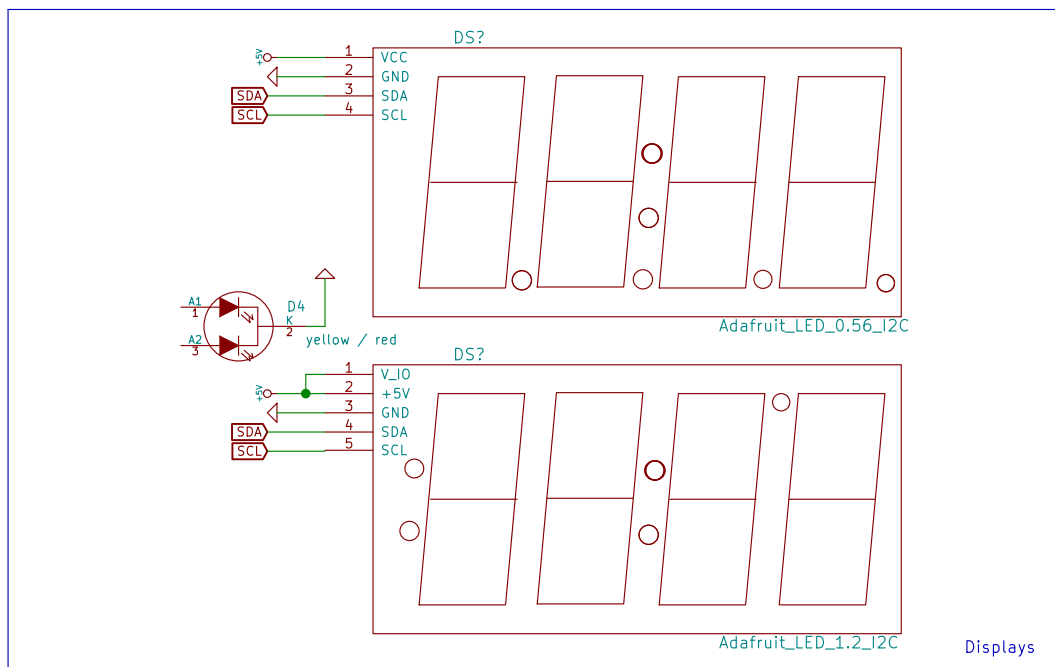 DS?
+5V
1
VCC
2
GND
SDA
3
SDA
SCL
4
SCL
Adafruit_LED_0.56_I2C
A1
1
D4
K
2
A2
3
yellow / red
DS?
1
V_IO
+5V
2
+5V
3
GND
SDA
4
SDA
SCL
5
SCL
Adafruit_LED_1.2_I2C
Displays